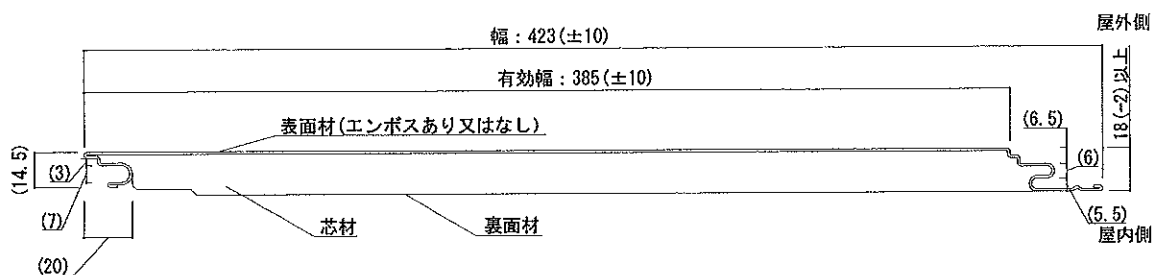 幅：423(±10)
屋外側
有効幅：385(±10)
18(-2)以上
表面材(エンボスあり又はなし)
(6.5)
(14.5)
(3)
(6)
(7)
芯材
裏面材
(5.5)
屋内側
(20)